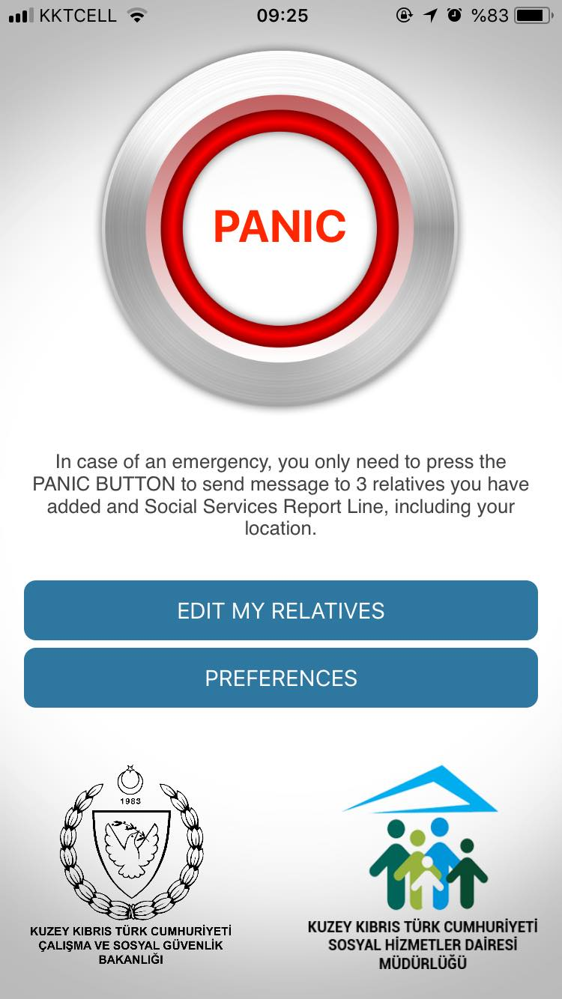 KKTCELL 09:25 %83
PANIC
In case of an emergency, you only need to press the
PANIC BUTTON to send message to 3 relatives you have
added and Social Services Report Line, including your
location.
EDIT MY RELATIVES
PREFERENCES
1983
KUZEY KIBRIS TÜRK CUMHURİYETİ
ÇALIŞMA VE SOSYAL GÜVENLİK
BAKANLIĞI
KUZEY KIBRIS TÜRK CUMHURİYETİ
SOSYAL HİZMETLER DAİRESİ
MÜDÜRLÜĞÜ